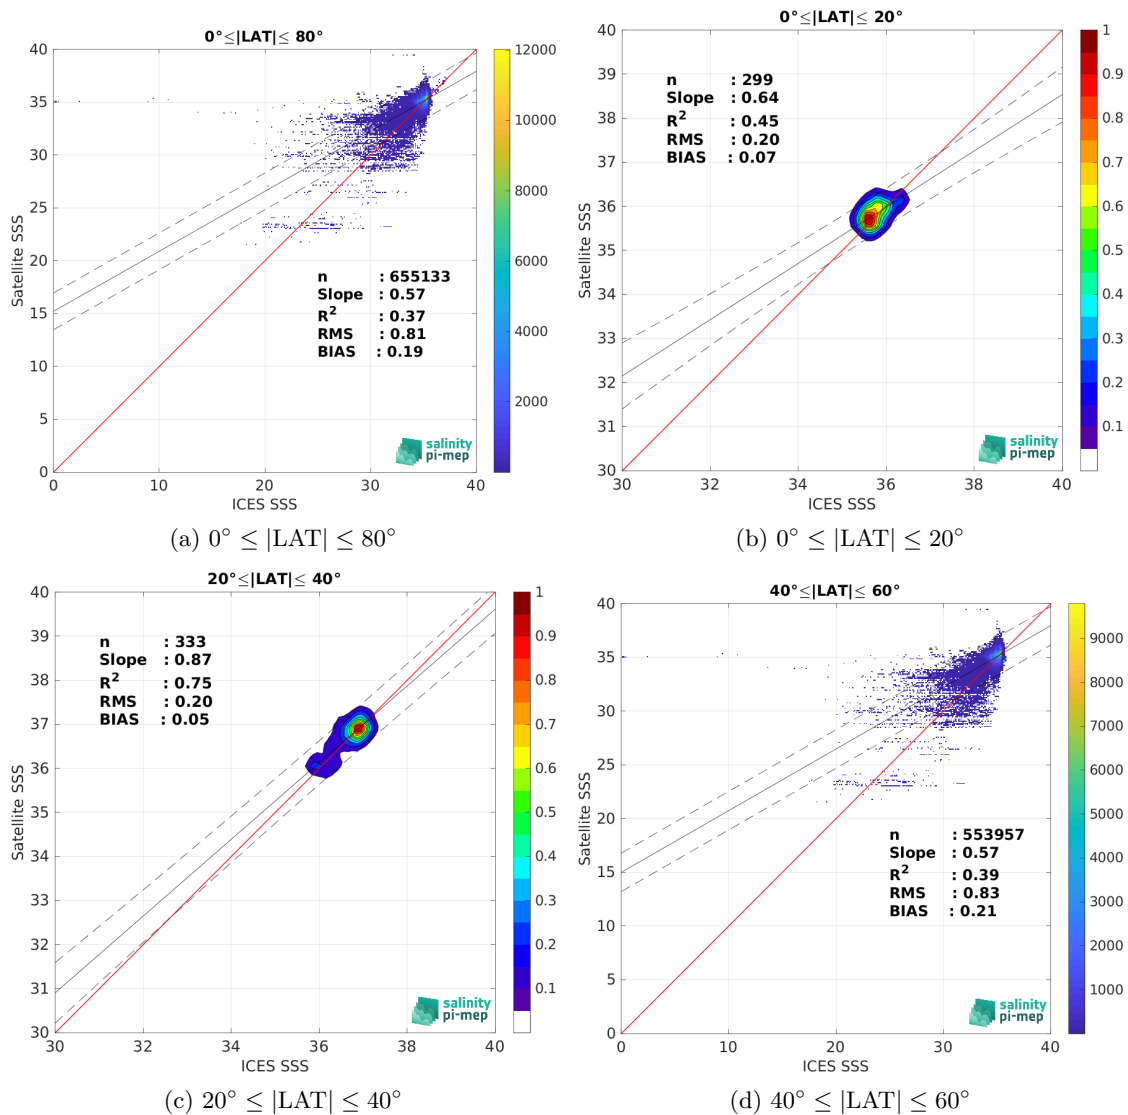 0°≤|LAT|≤ 80°
40
35
30
25
20
15
10
5
0
0
10
20
30
40
Satellite SSS
ICES SSS
n : 655133
Slope : 0.57
R² : 0.37
RMS : 0.81
BIAS : 0.19
salinity
pi-mep
12000
10000
8000
6000
4000
2000
(a) 0° ≤ |LAT| ≤ 80°
0°≤|LAT|≤ 20°
40
39
38
37
36
35
34
33
32
31
30
30
32
34
36
38
40
Satellite SSS
ICES SSS
n : 299
Slope : 0.64
R² : 0.45
RMS : 0.20
BIAS : 0.07
salinity
pi-mep
1
0.9
0.8
0.7
0.6
0.5
0.4
0.3
0.2
0.1
(b) 0° ≤ |LAT| ≤ 20°
20°≤|LAT|≤ 40°
40
39
38
37
36
35
34
33
32
31
30
30
32
34
36
38
40
Satellite SSS
ICES SSS
n : 333
Slope : 0.87
R² : 0.75
RMS : 0.20
BIAS : 0.05
salinity
pi-mep
1
0.9
0.8
0.7
0.6
0.5
0.4
0.3
0.2
0.1
(c) 20° ≤ |LAT| ≤ 40°
40°≤|LAT|≤ 60°
40
35
30
25
20
15
10
5
0
0
10
20
30
40
Satellite SSS
ICES SSS
n : 553957
Slope : 0.57
R² : 0.39
RMS : 0.83
BIAS : 0.21
salinity
pi-mep
9000
8000
7000
6000
5000
4000
3000
2000
1000
(d) 40° ≤ |LAT| ≤ 60°